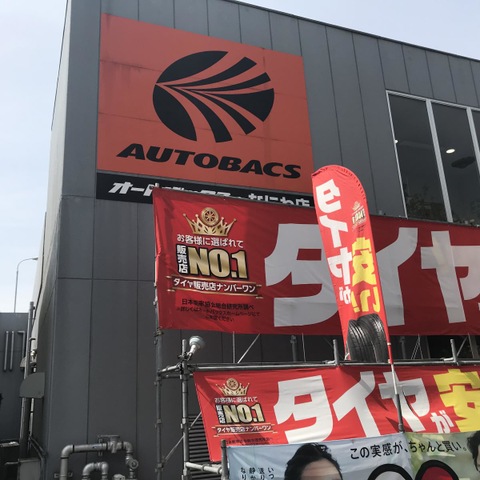 AUTOBACS
オートバックス・なにわ店
お客様に選ばれて
販売店
NO.1
タイヤ販売店ナンバーワン
タイヤ
タイヤが安い
お客様に選ばれて
販売店
NO.1
タイヤ販売店ナンバーワン
タイヤが安
この実感が、ちゃんと買い。